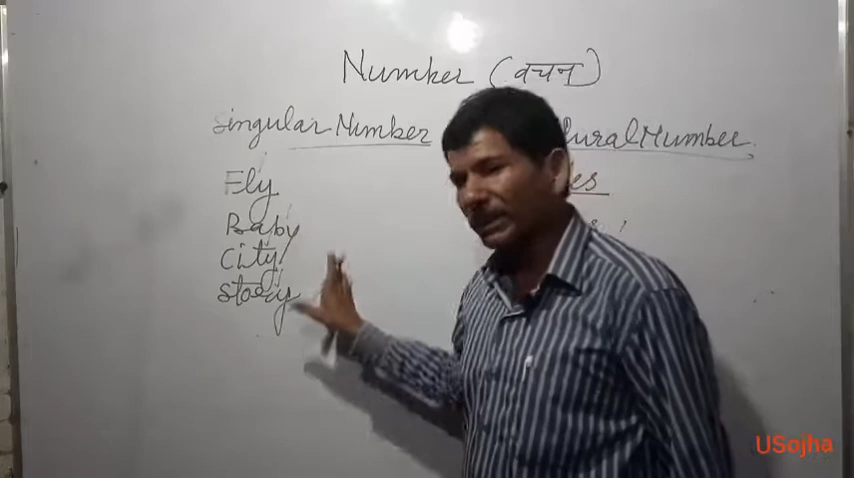 Number (वचन)
Singular Number Plural Number
Fly
Baby
City
Story
USojha